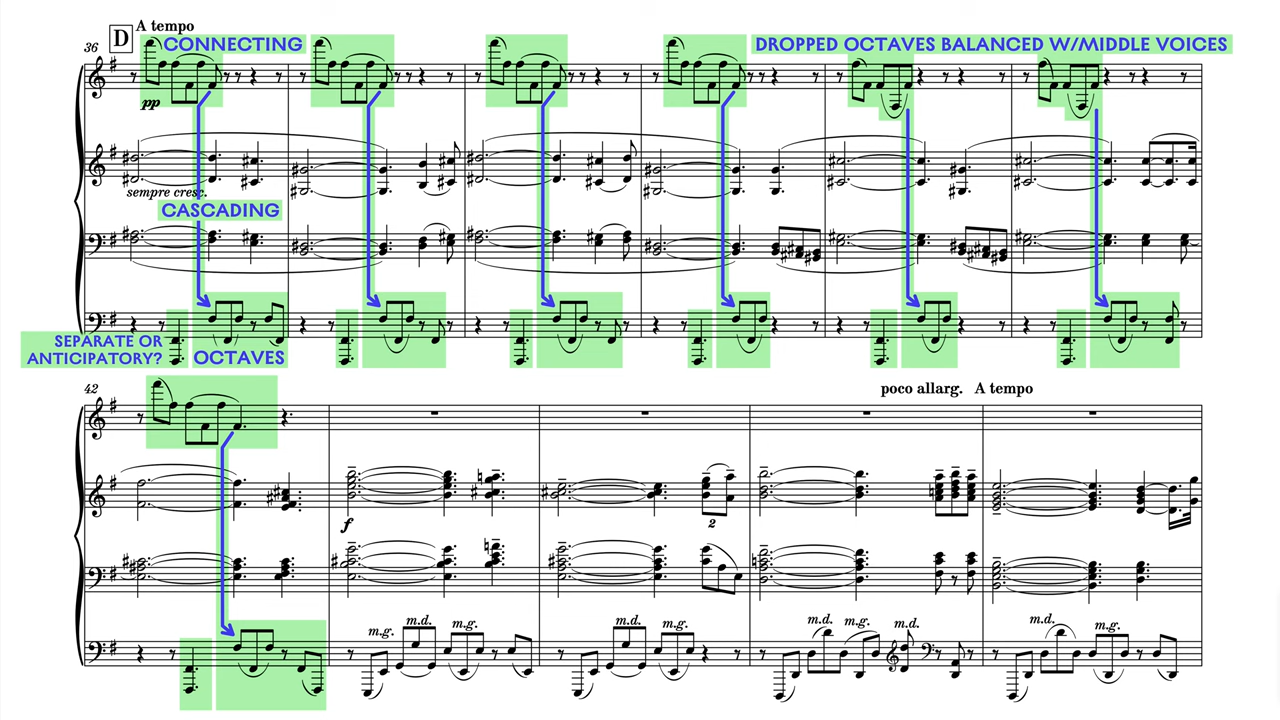 36 D A tempo
CONNECTING
DROPPED OCTAVES BALANCED W/MIDDLE VOICES
pp
sempre cresc.
CASCADING
SEPARATE OR
ANTICIPATORY?
OCTAVES
42
poco allarg. A tempo
f
2
m.g. m.d. m.g. m.d. m.g. m.d. m.g. m.d. m.d. m.g.